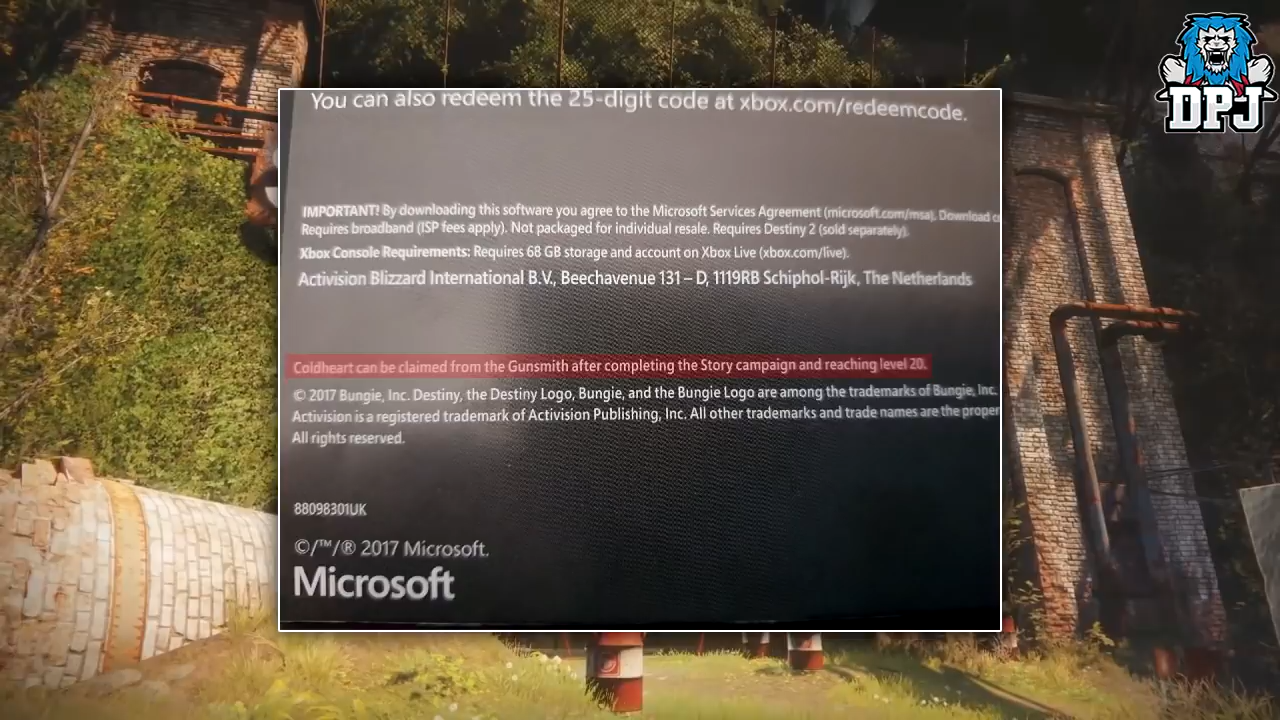 DPJ
You can also redeem the 25-digit code at xbox.com/redeemcode.
IMPORTANT! By downloading this software you agree to the Microsoft Services Agreement (microsoft.com/msa). Download
Requires broadband (ISP fees apply). Not packaged for individual resale. Requires Destiny 2 (sold separately).
Xbox Console Requirements: Requires 68 GB storage and account on Xbox Live (xbox.com/live).
Activision Blizzard International B.V., Beechavenue 131 – D, 1119RB Schiphol-Rijk, The Netherlands
Coldheart can be claimed from the Gunsmith after completing the Story campaign and reaching level 20.
© 2017 Bungie, Inc. Destiny, the Destiny Logo, Bungie, and the Bungie Logo are among the trademarks of Bungie, Inc.
Activision is a registered trademark of Activision Publishing, Inc. All other trademarks and trade names are the proper
All rights reserved.
88098301UK
©/™/® 2017 Microsoft.
Microsoft